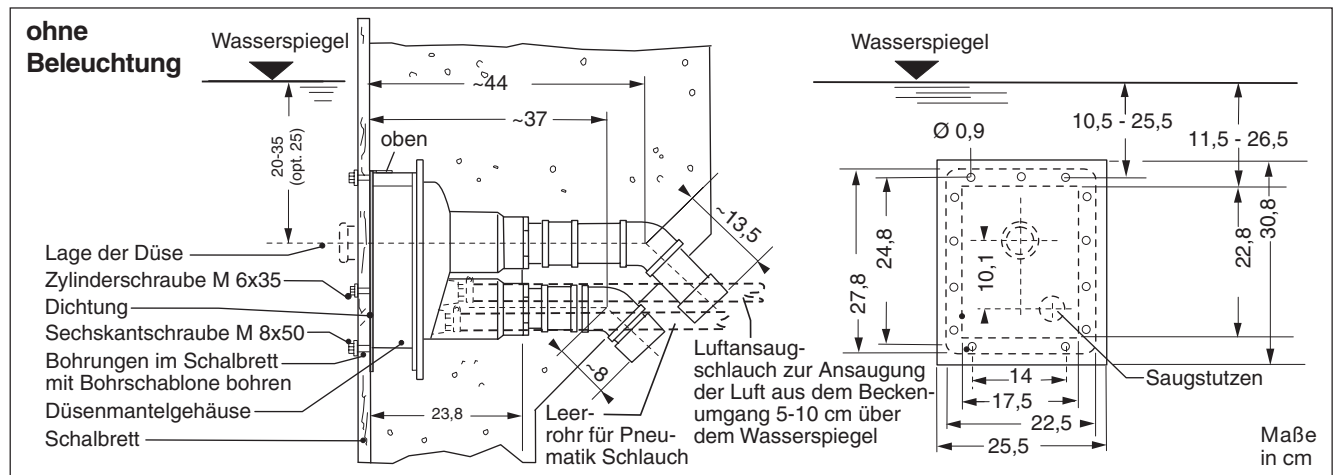 ohne
Beleuchtung
Wasserspiegel
~44
~37
oben
20-35
(opt. 25)
~13,5
~8
23,8
Lage der Düse
Zylinderschraube M 6x35
Dichtung
Sechskantschraube M 8x50
Bohrungen im Schalbrett
mit Bohrschablone bohren
Düsenmantelgehäuse
Schalbrett
Leer-
rohr für Pneu-
matik Schlauch
Luftansaug-
schlauch zur Ansaugung
der Luft aus dem Becken-
umgang 5-10 cm über
dem Wasserspiegel
Wasserspiegel
Ø 0,9
10,5 - 25,5
11,5 - 26,5
27,8
24,8
10,1
22,8
30,8
14
17,5
22,5
25,5
Saugstutzen
Maße
in cm